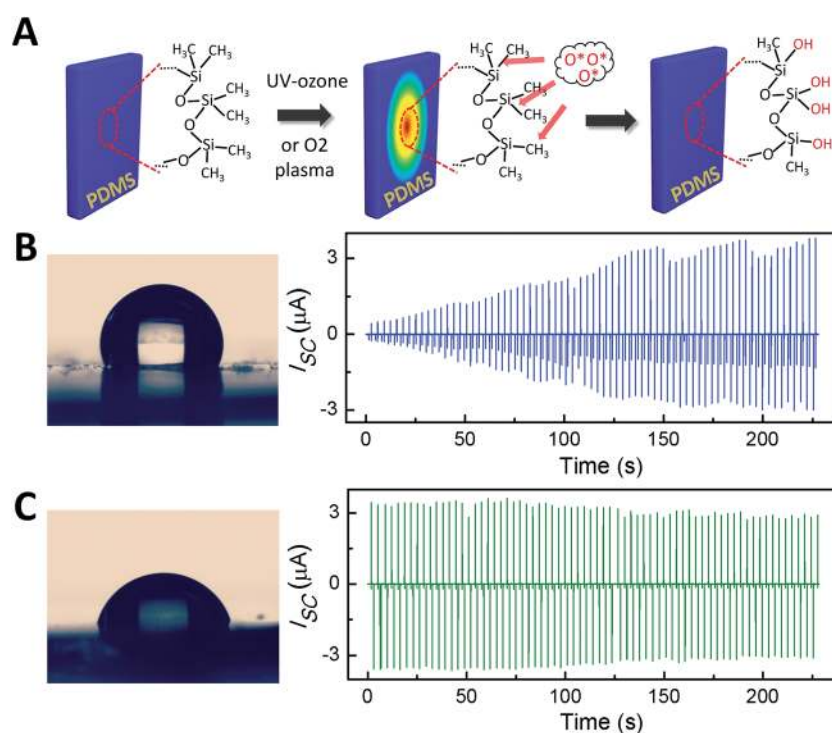 A
PDMS
H₃C
CH₃
Si
CH₃
O
Si
CH₃
O
CH₃
Si
O
CH₃
UV-ozone
or O2
plasma
PDMS
H₃C
CH₃
Si
CH₃
O
Si
CH₃
O
CH₃
Si
O
CH₃
O* O*
O*
PDMS
H₃C
OH
Si
OH
O
Si
OH
O
OH
Si
O
CH₃
B
I_SC (μA)
3
0
-3
0 50 100 150 200
Time (s)
C
I_SC (μA)
3
0
-3
0 50 100 150 200
Time (s)